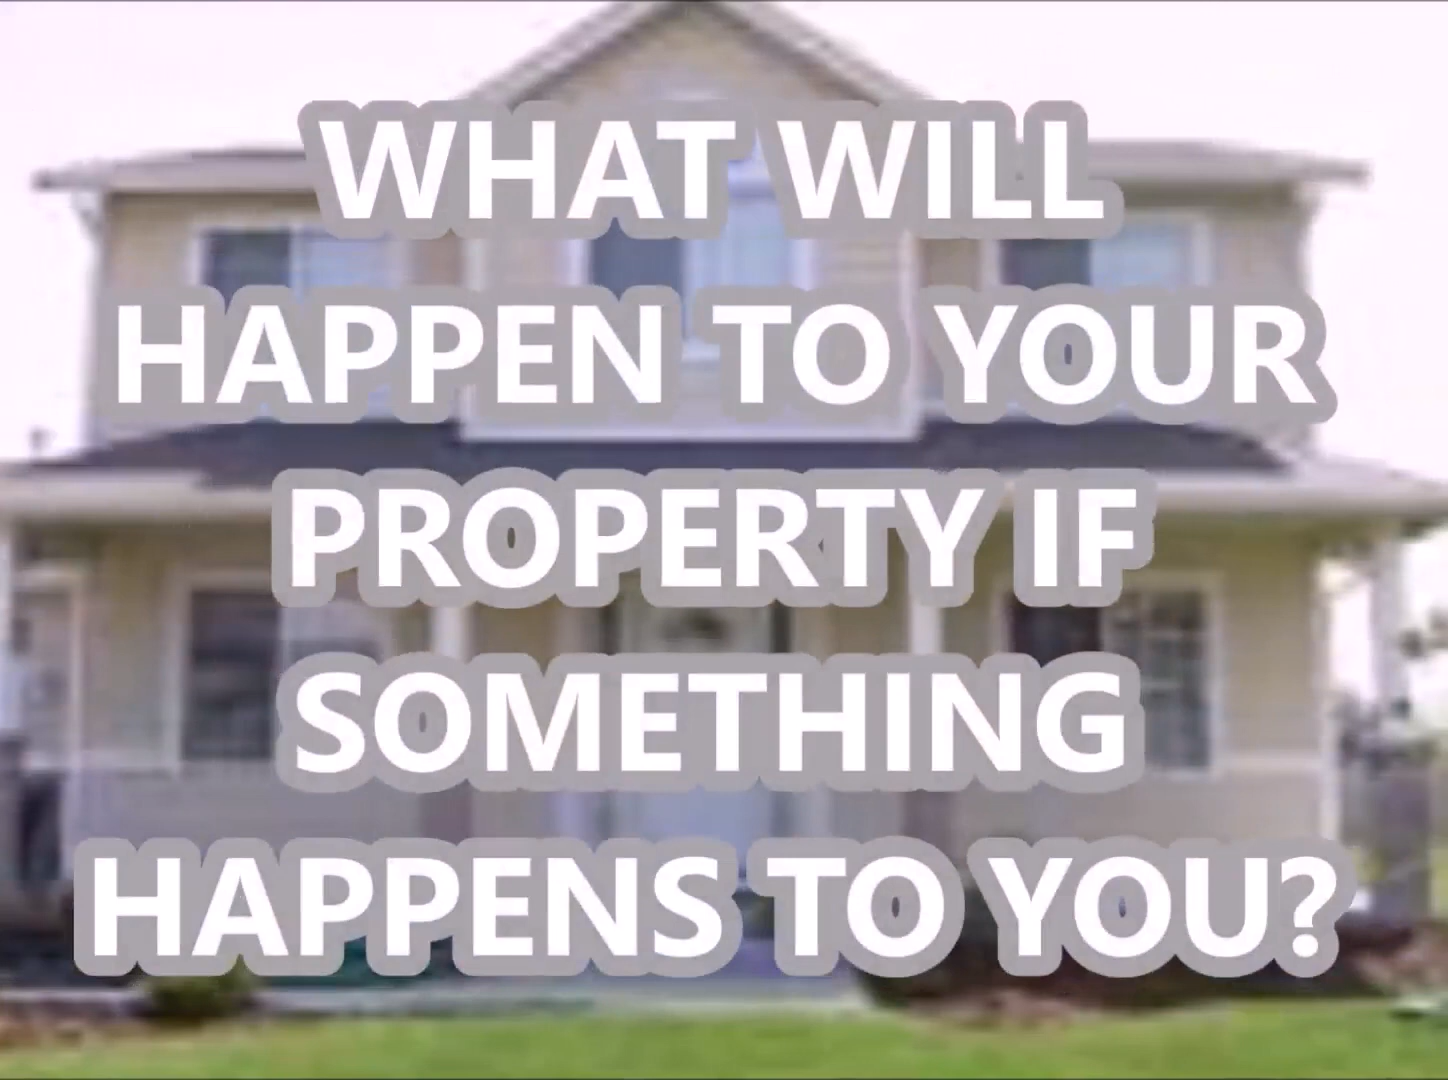 WHAT WILL
HAPPEN TO YOUR
PROPERTY IF
SOMETHING
HAPPENS TO YOU?